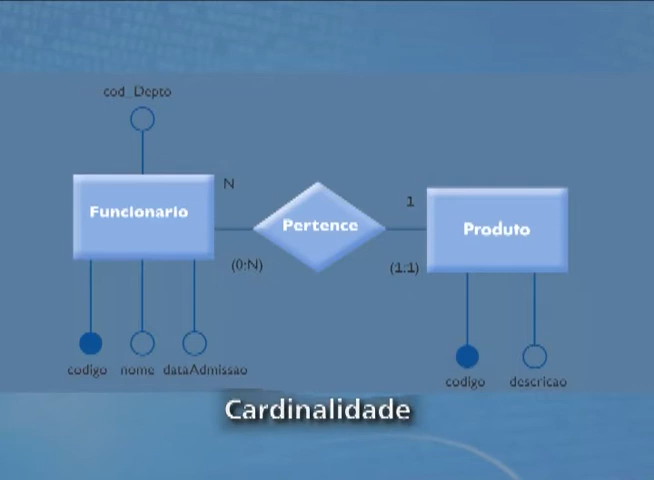 cod_Depto
N
Funcionario
Pertence
1
Produto
(0:N)
(1:1)
codigo
nome
dataAdmissao
codigo
descricao
Cardinalidade